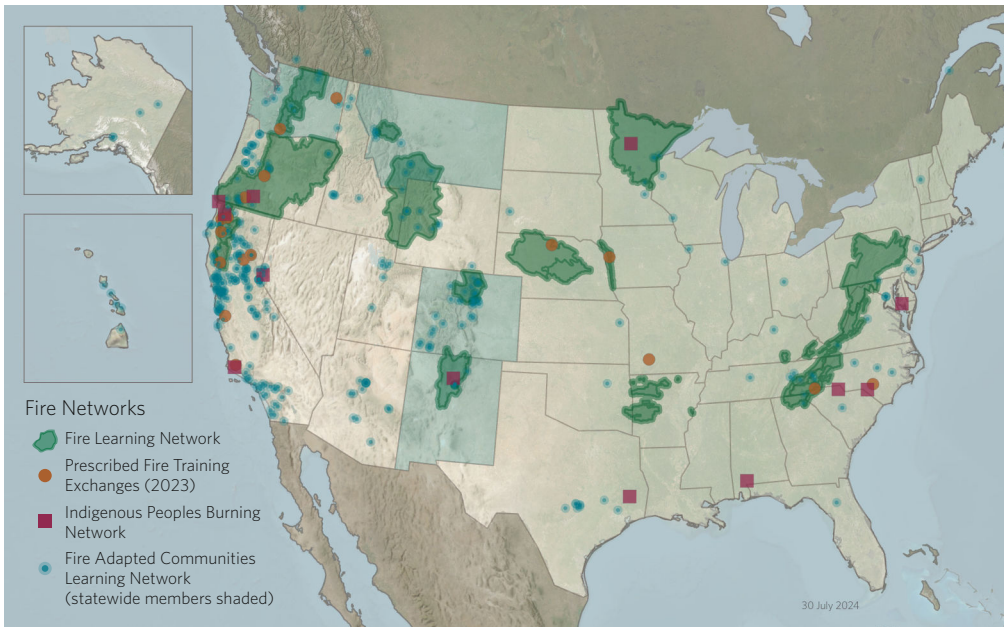 Fire Networks
Fire Learning Network
Prescribed Fire Training
Exchanges (2023)
Indigenous Peoples Burning
Network
Fire Adapted Communities
Learning Network
(statewide members shaded)
30 July 2024